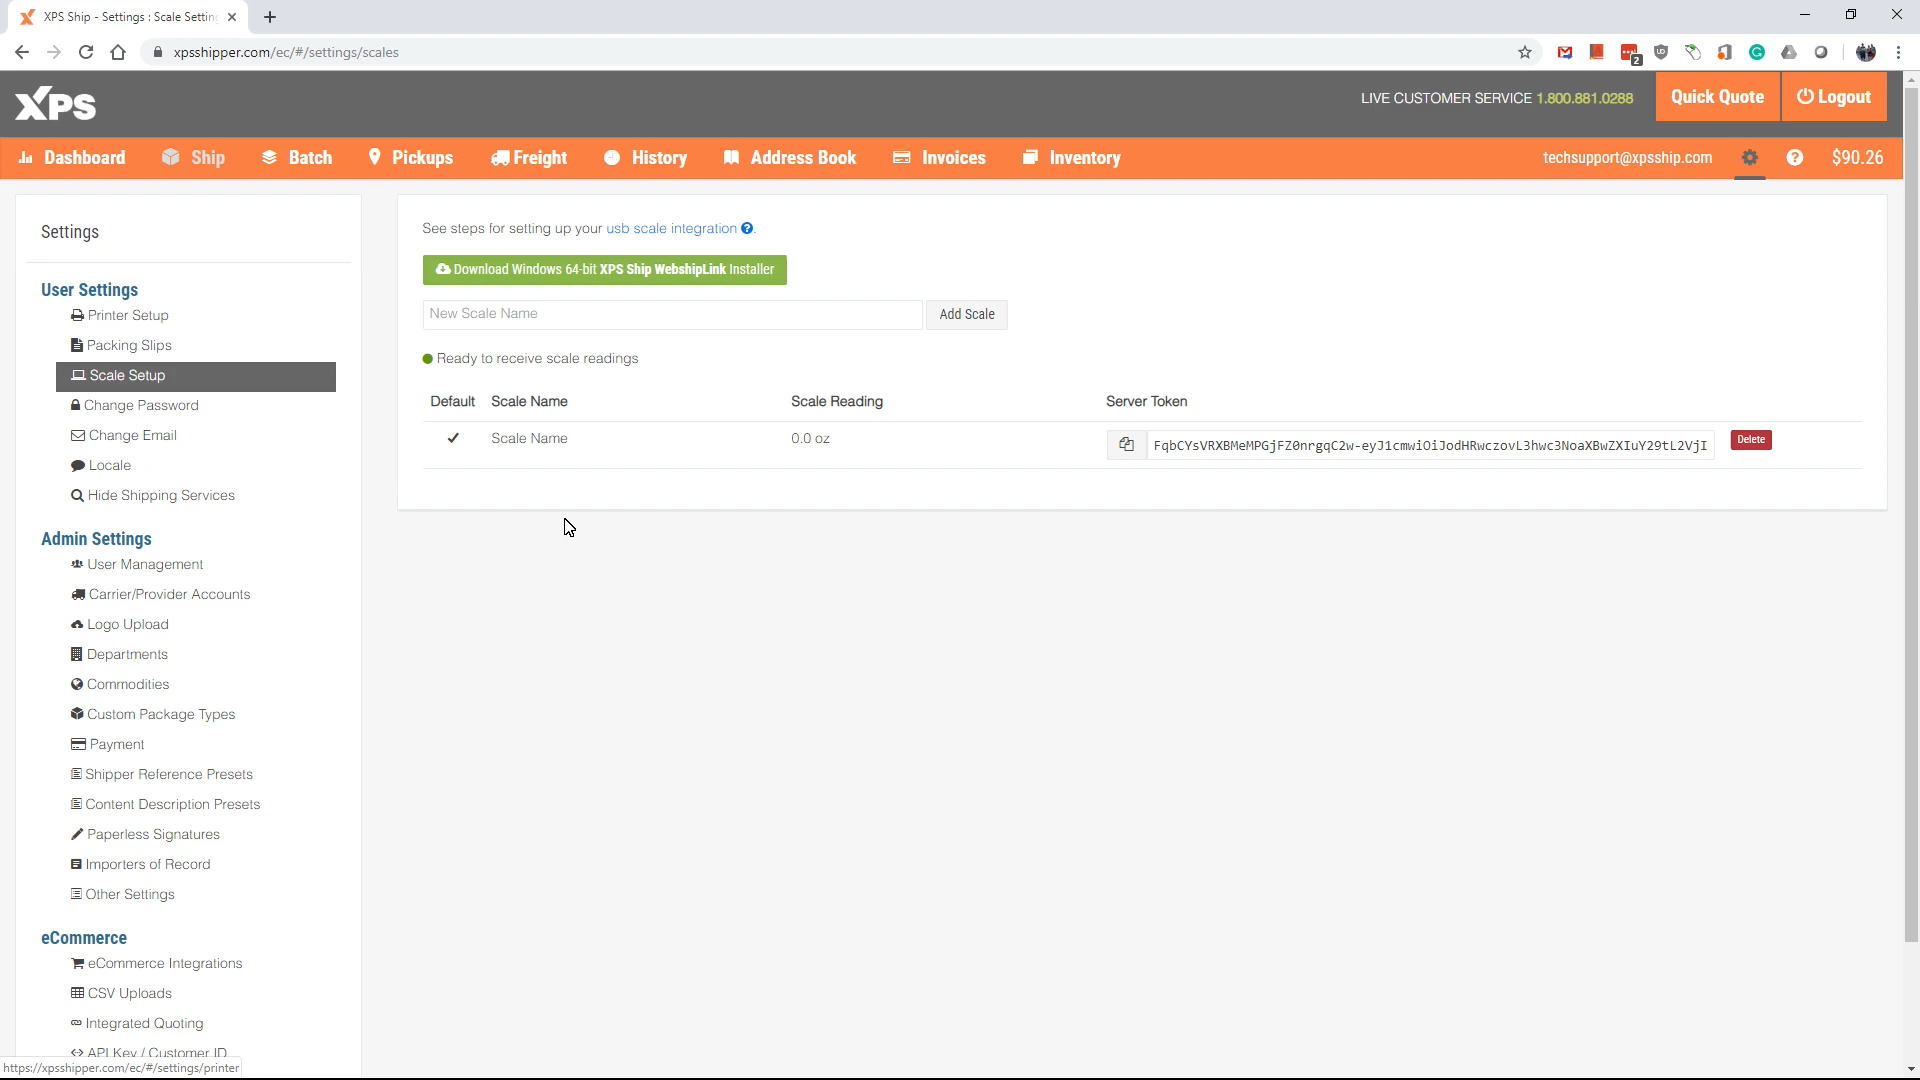 XPS Ship - Settings : Scale Settin
xpsshipper.com/ec/#/settings/scales
2
XPS
LIVE CUSTOMER SERVICE 1.800.881.0288
Quick Quote
Logout
Dashboard
Ship
Batch
Pickups
Freight
History
Address Book
Invoices
Inventory
techsupport@xpsship.com
$90.26
Settings
User Settings
Printer Setup
Packing Slips
Scale Setup
Change Password
Change Email
Locale
Hide Shipping Services
Admin Settings
User Management
Carrier/Provider Accounts
Logo Upload
Departments
Commodities
Custom Package Types
Payment
Shipper Reference Presets
Content Description Presets
Paperless Signatures
Importers of Record
Other Settings
eCommerce
eCommerce Integrations
CSV Uploads
Integrated Quoting
API Key / Customer ID
https://xpsshipper.com/ec/#/settings/printer
See steps for setting up your usb scale integration ?.
Download Windows 64-bit XPS Ship WebshipLink Installer
New Scale Name
Add Scale
Ready to receive scale readings
Default Scale Name Scale Reading Server Token
Scale Name 0.0 oz FqbCYsVRXBMeMPGjFZ0nrgqC2w-eyJ1cmwiOiJodHRwczovL3hwc3NoaXBwZXIuY29tL2VjI Delete